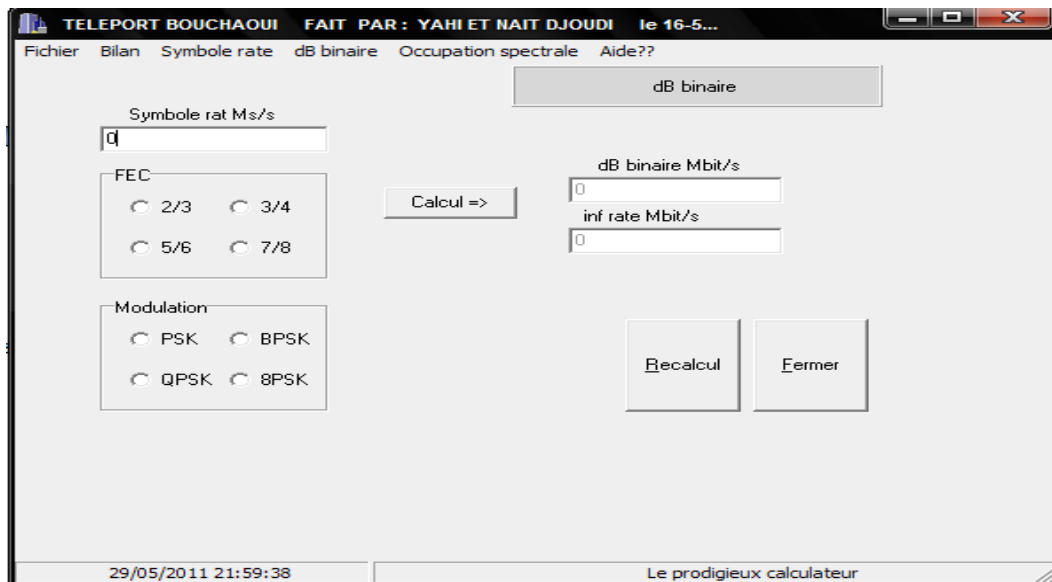 TELEPORT BOUCHAOUI FAIT PAR : YAHI ET NAIT DJOUDI le 16-5...
Fichier Bilan Symbole rate dB binaire Occupation spectrale Aide??
dB binaire
Symbole rat Ms/s
0
FEC
2/3 3/4
5/6 7/8
Modulation
PSK BPSK
QPSK 8PSK
Calcul =>
dB binaire Mbit/s
0
inf rate Mbit/s
0
Recalcul Fermer
29/05/2011 21:59:38 Le prodigieux calculateur